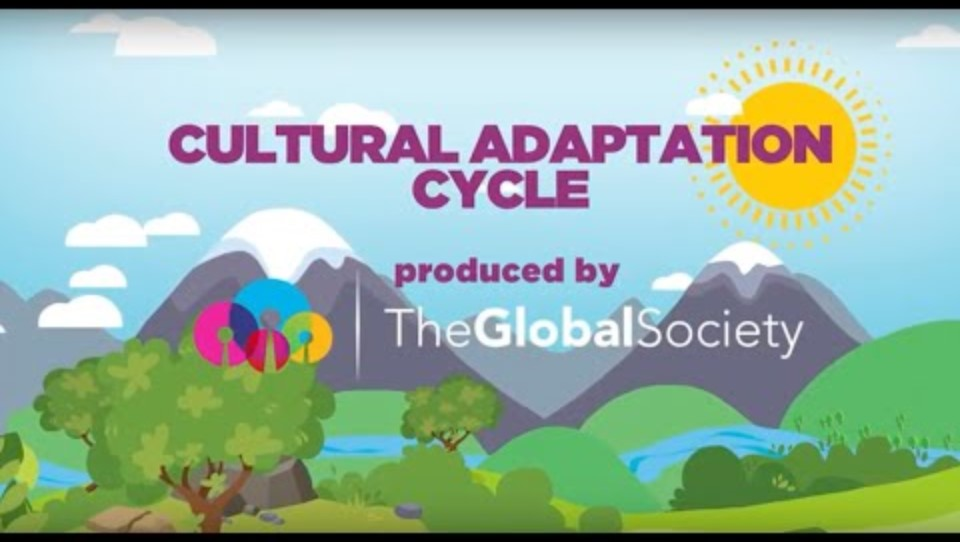 CULTURAL ADAPTATION
CYCLE
produced by
TheGlobalSociety